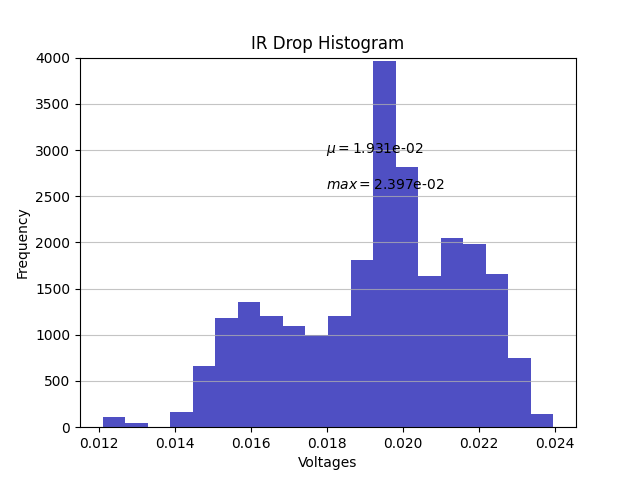 IR Drop Histogram
4000
3500
3000
2500
2000
1500
1000
500
0
Frequency
μ = 1.931e-02
max = 2.397e-02
0.012 0.014 0.016 0.018 0.020 0.022 0.024
Voltages